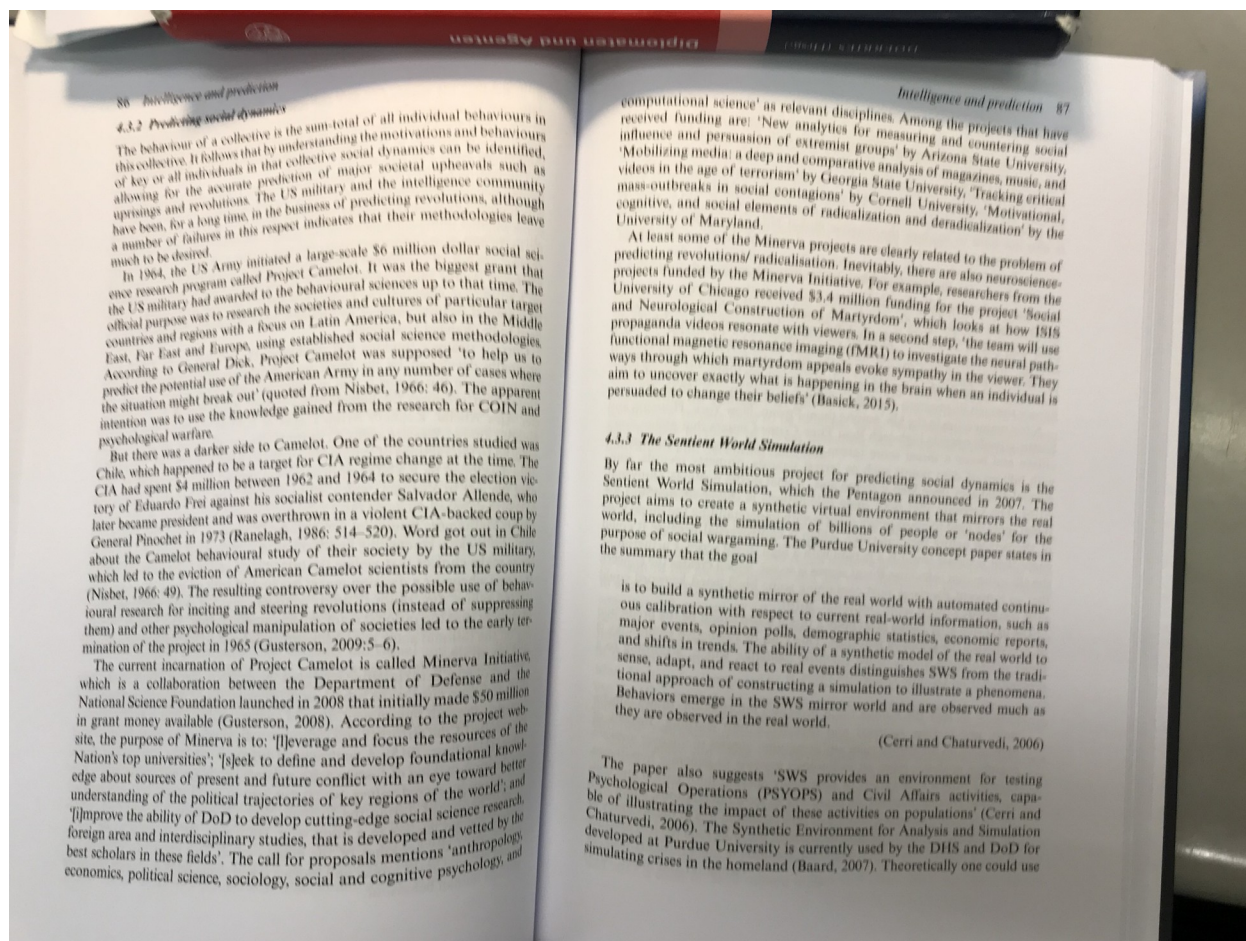 Diplomaten und Agenten
86 Intelligence and prediction
4.3.2 Predicting social dynamics
The behaviour of a collective is the sum-total of all individual behaviours in
this collective. It follows that by understanding the motivations and behaviours
of key or all individuals in that collective social dynamics can be identified,
allowing for the accurate prediction of major societal upheavals such as
uprisings and revolutions. The US military and the intelligence community
have been, for a long time, in the business of predicting revolutions, although
a number of failures in this respect indicates that their methodologies leave
much to be desired.
In 1964, the US Army initiated a large-scale $6 million dollar social sci-
ence research program called Project Camelot. It was the biggest grant that
the US military had awarded to the behavioural sciences up to that time. The
official purpose was to research the societies and cultures of particular target
countries and regions with a focus on Latin America, but also in the Middle
East, Far East and Europe, using established social science methodologies.
According to General Dick, Project Camelot was supposed 'to help us to
predict the potential use of the American Army in any number of cases where
the situation might break out' (quoted from Nisbet, 1966: 46). The apparent
intention was to use the knowledge gained from the research for COIN and
psychological warfare.
But there was a darker side to Camelot. One of the countries studied was
Chile, which happened to be a target for CIA regime change at the time. The
CIA had spent $4 million between 1962 and 1964 to secure the election vic-
tory of Eduardo Frei against his socialist contender Salvador Allende, who
later became president and was overthrown in a violent CIA-backed coup by
General Pinochet in 1973 (Ranelagh, 1986: 514–520). Word got out in Chile
about the Camelot behavioural study of their society by the US military,
which led to the eviction of American Camelot scientists from the country
(Nisbet, 1966: 49). The resulting controversy over the possible use of behav-
ioural research for inciting and steering revolutions (instead of suppressing
them) and other psychological manipulation of societies led to the early ter-
mination of the project in 1965 (Gusterson, 2009:5–6).
The current incarnation of Project Camelot is called Minerva Initiative,
which is a collaboration between the Department of Defense and the
National Science Foundation launched in 2008 that initially made $50 million
in grant money available (Gusterson, 2008). According to the project web-
site, the purpose of Minerva is to: '[l]everage and focus the resources of the
Nation's top universities'; '[s]eek to define and develop foundational knowl-
edge about sources of present and future conflict with an eye toward better
understanding of the political trajectories of key regions of the world'; and
'[i]mprove the ability of DoD to develop cutting-edge social science research,
foreign area and interdisciplinary studies, that is developed and vetted by the
best scholars in these fields'. The call for proposals mentions 'anthropology,
economics, political science, sociology, social and cognitive psychology, and
Intelligence and prediction 87
computational science' as relevant disciplines. Among the projects that have
received funding are: 'New analytics for measuring and countering social
influence and persuasion of extremist groups' by Arizona State University,
'Mobilizing media: a deep and comparative analysis of magazines, music, and
videos in the age of terrorism' by Georgia State University, 'Tracking critical
mass-outbreaks in social contagions' by Cornell University, 'Motivational,
cognitive, and social elements of radicalization and deradicalization' by the
University of Maryland.
At least some of the Minerva projects are clearly related to the problem of
predicting revolutions/ radicalisation. Inevitably, there are also neuroscience-
projects funded by the Minerva Initiative. For example, researchers from the
University of Chicago received $3,4 million funding for the project 'Social
and Neurological Construction of Martyrdom', which looks at how ISIS
propaganda videos resonate with viewers. In a second step, 'the team will use
functional magnetic resonance imaging (fMRI) to investigate the neural path-
ways through which martyrdom appeals evoke sympathy in the viewer. They
aim to uncover exactly what is happening in the brain when an individual is
persuaded to change their beliefs' (Basick, 2015).
4.3.3 The Sentient World Simulation
By far the most ambitious project for predicting social dynamics is the
Sentient World Simulation, which the Pentagon announced in 2007. The
project aims to create a synthetic virtual environment that mirrors the real
world, including the simulation of billions of people or 'nodes' for the
purpose of social wargaming. The Purdue University concept paper states in
the summary that the goal
is to build a synthetic mirror of the real world with automated continu-
ous calibration with respect to current real-world information, such as
major events, opinion polls, demographic statistics, economic reports,
and shifts in trends. The ability of a synthetic model of the real world to
sense, adapt, and react to real events distinguishes SWS from the tradi-
tional approach of constructing a simulation to illustrate a phenomena.
Behaviors emerge in the SWS mirror world and are observed much as
they are observed in the real world.
(Cerri and Chaturvedi, 2006)
The paper also suggests 'SWS provides an environment for testing
Psychological Operations (PSYOPS) and Civil Affairs activities, capa-
ble of illustrating the impact of these activities on populations' (Cerri and
Chaturvedi, 2006). The Synthetic Environment for Analysis and Simulation
developed at Purdue University is currently used by the DHS and DoD for
simulating crises in the homeland (Baard, 2007). Theoretically one could use